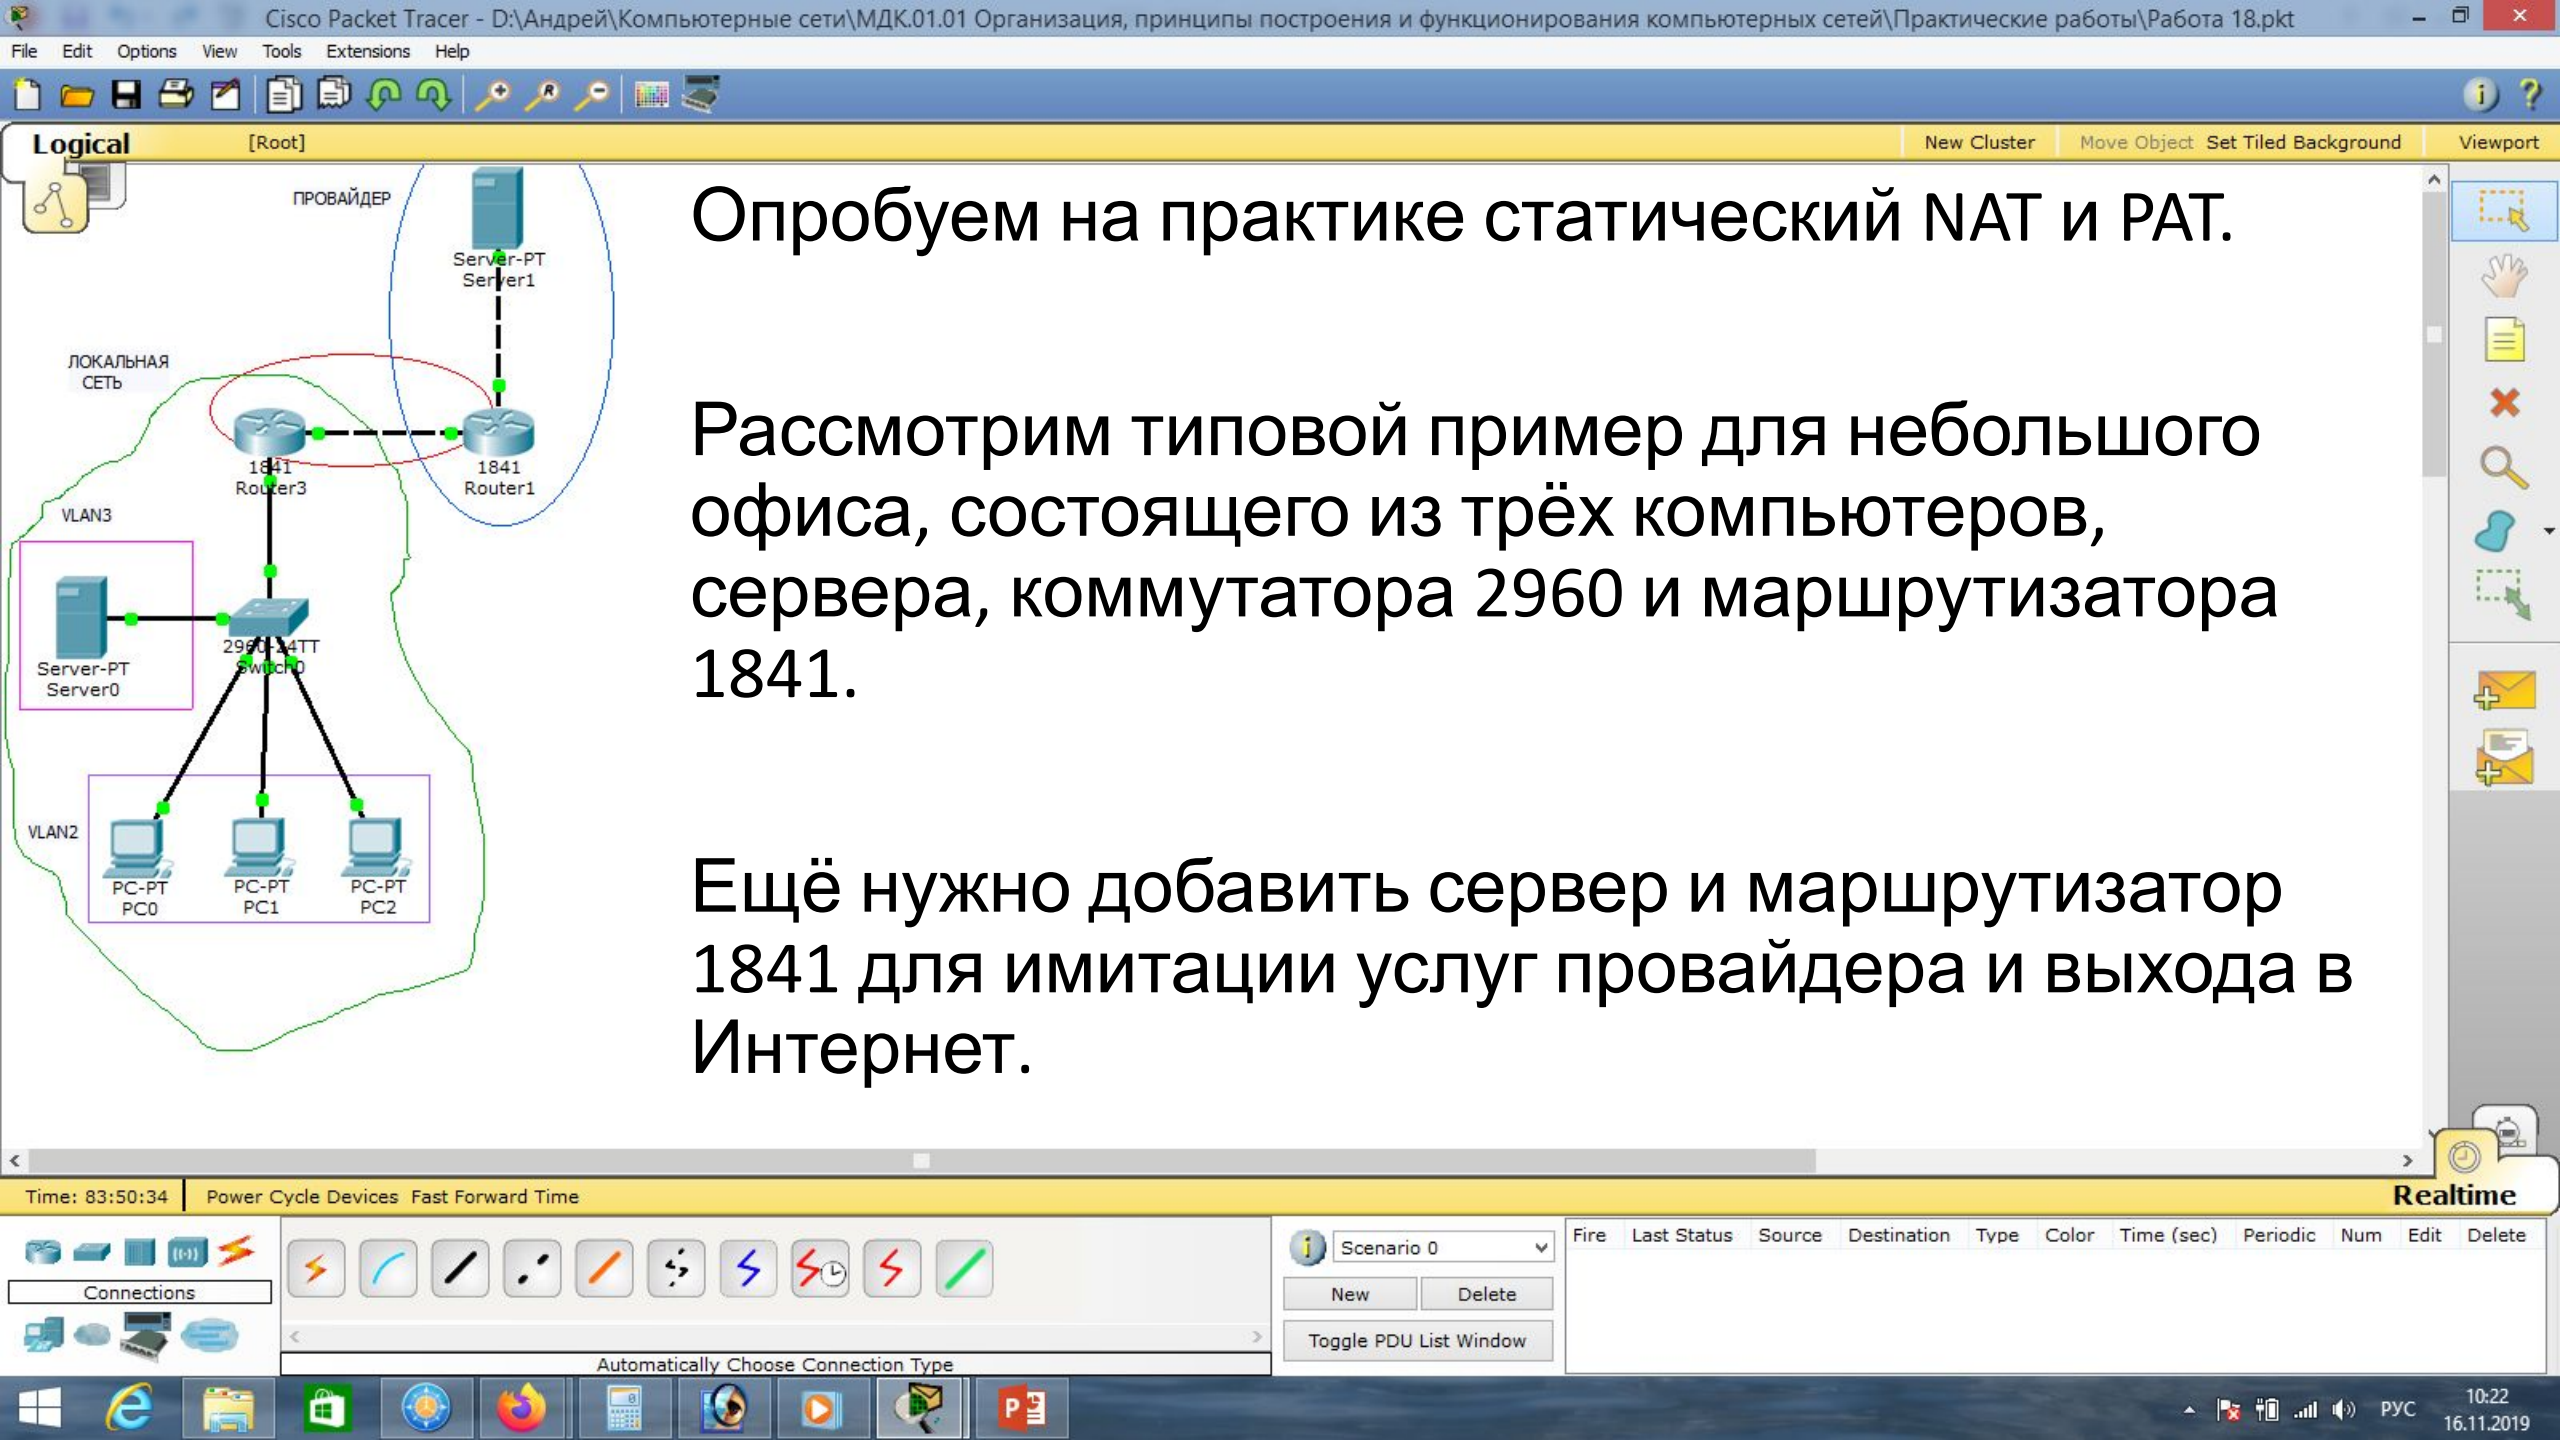 Cisco Packet Tracer - D:\Андрей\Компьютерные сети\МДК.01.01 Организация, принципы построения и функционирования компьютерных сетей\Практические работы\Работа 18.pkt
File Edit Options View Tools Extensions Help
Logical [Root] New Cluster Move Object Set Tiled Background Viewport
ПРОВАЙДЕР
Server-PT
Server1
ЛОКАЛЬНАЯ
СЕТЬ
1841
Router3
1841
Router1
VLAN3
2960-24TT
Switch0
Server-PT
Server0
VLAN2
PC-PT
PC0
PC-PT
PC1
PC-PT
PC2
Опробуем на практике статический NAT и PAT.
Рассмотрим типовой пример для небольшого
офиса, состоящего из трёх компьютеров,
сервера, коммутатора 2960 и маршрутизатора
1841.
Ещё нужно добавить сервер и маршрутизатор
1841 для имитации услуг провайдера и выхода в
Интернет.
Time: 83:50:34 Power Cycle Devices Fast Forward Time
Realtime
Connections
Automatically Choose Connection Type
Scenario 0
New Delete
Toggle PDU List Window
Fire Last Status Source Destination Type Color Time (sec) Periodic Num Edit Delete
РУС
10:22
16.11.2019